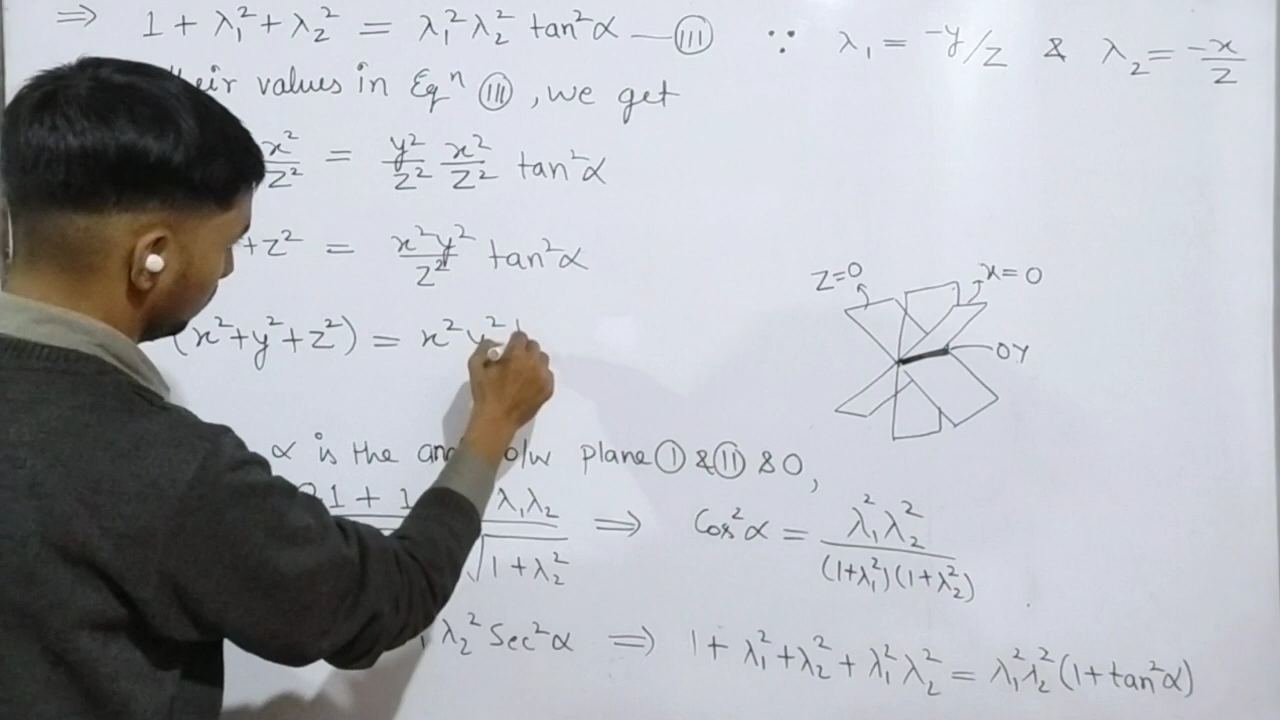 ⇒ 1 + λ₁² + λ₂² = λ₁²λ₂² tan²α — (III) ∵ λ₁ = -y/z & λ₂ = -x/z
values in Eqⁿ (III), we get
x²/z² = y²/z² x²/z² tan²α
+z² = x²y²/z² tan²α
(x²+y²+z²) = x²y²
z=0
x=0
OY
α is the b/w plane (I) & (II) & O,
1 + 1 λ₁λ₂ / √1+λ₂² ⇒ Cos²α = λ₁²λ₂² / (1+λ₁²)(1+λ₂²)
λ₂² Sec²α ⇒ 1 + λ₁² + λ₂² + λ₁²λ₂² = λ₁²λ₂² (1+tan²α)